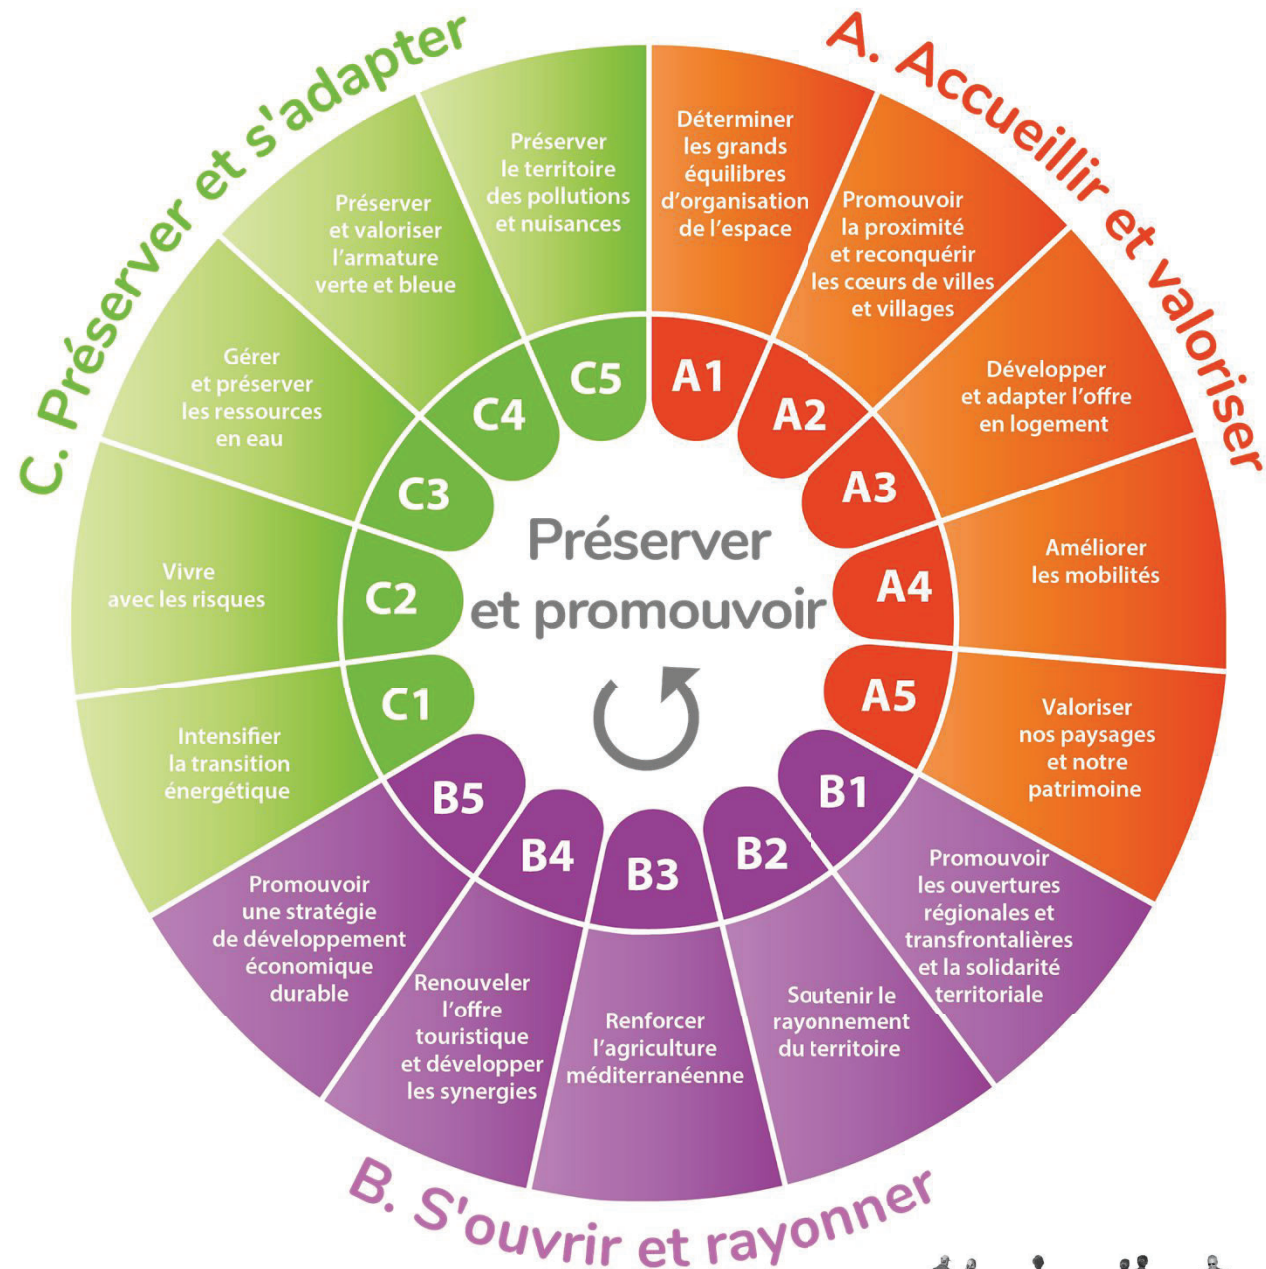 A. Accueillir et valoriser
A1
Déterminer
les grands
équilibres
d'organisation
de l'espace
A2
Promouvoir
la proximité
et reconquérir
les cœurs de villes
et villages
A3
Développer
et adapter l'offre
en logement
A4
Améliorer
les mobilités
A5
Valoriser
nos paysages
et notre
patrimoine
B. S'ouvrir et rayonner
B1
Promouvoir
les ouvertures
régionales et
transfrontalières
et la solidarité
territoriale
B2
Soutenir le
rayonnement
du territoire
B3
Renforcer
l'agriculture
méditerranéenne
B4
Renouveler
l'offre
touristique
et développer
les synergies
B5
Promouvoir
une stratégie
de développement
économique
durable
C. Préserver et s'adapter
C1
Intensifier
la transition
énergétique
C2
Vivre
avec les risques
C3
Gérer
et préserver
les ressources
en eau
C4
Préserver
et valoriser
l'armature
verte et bleue
C5
Préserver
le territoire
des pollutions
et nuisances
Préserver
et promouvoir